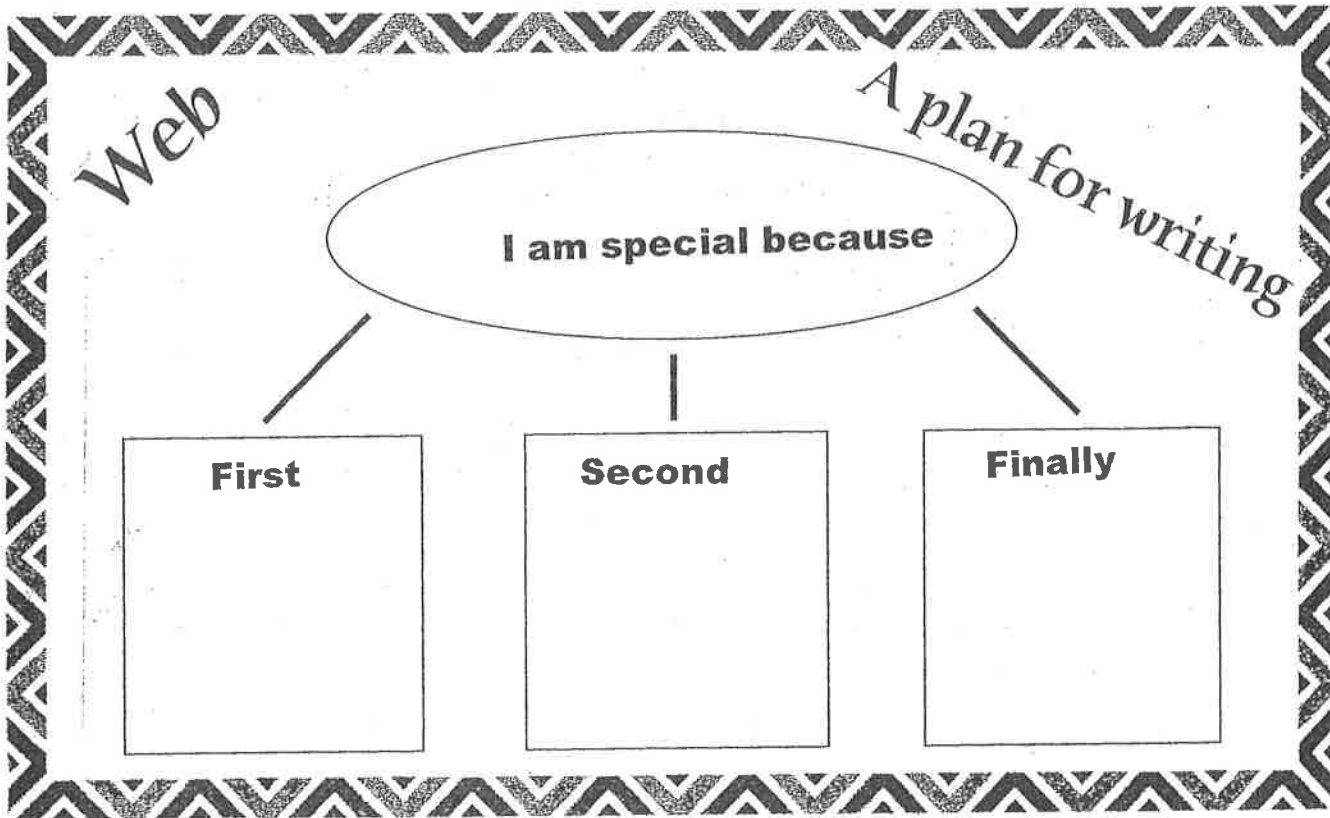 Web
A plan for writing
I am special because
First
Second
Finally